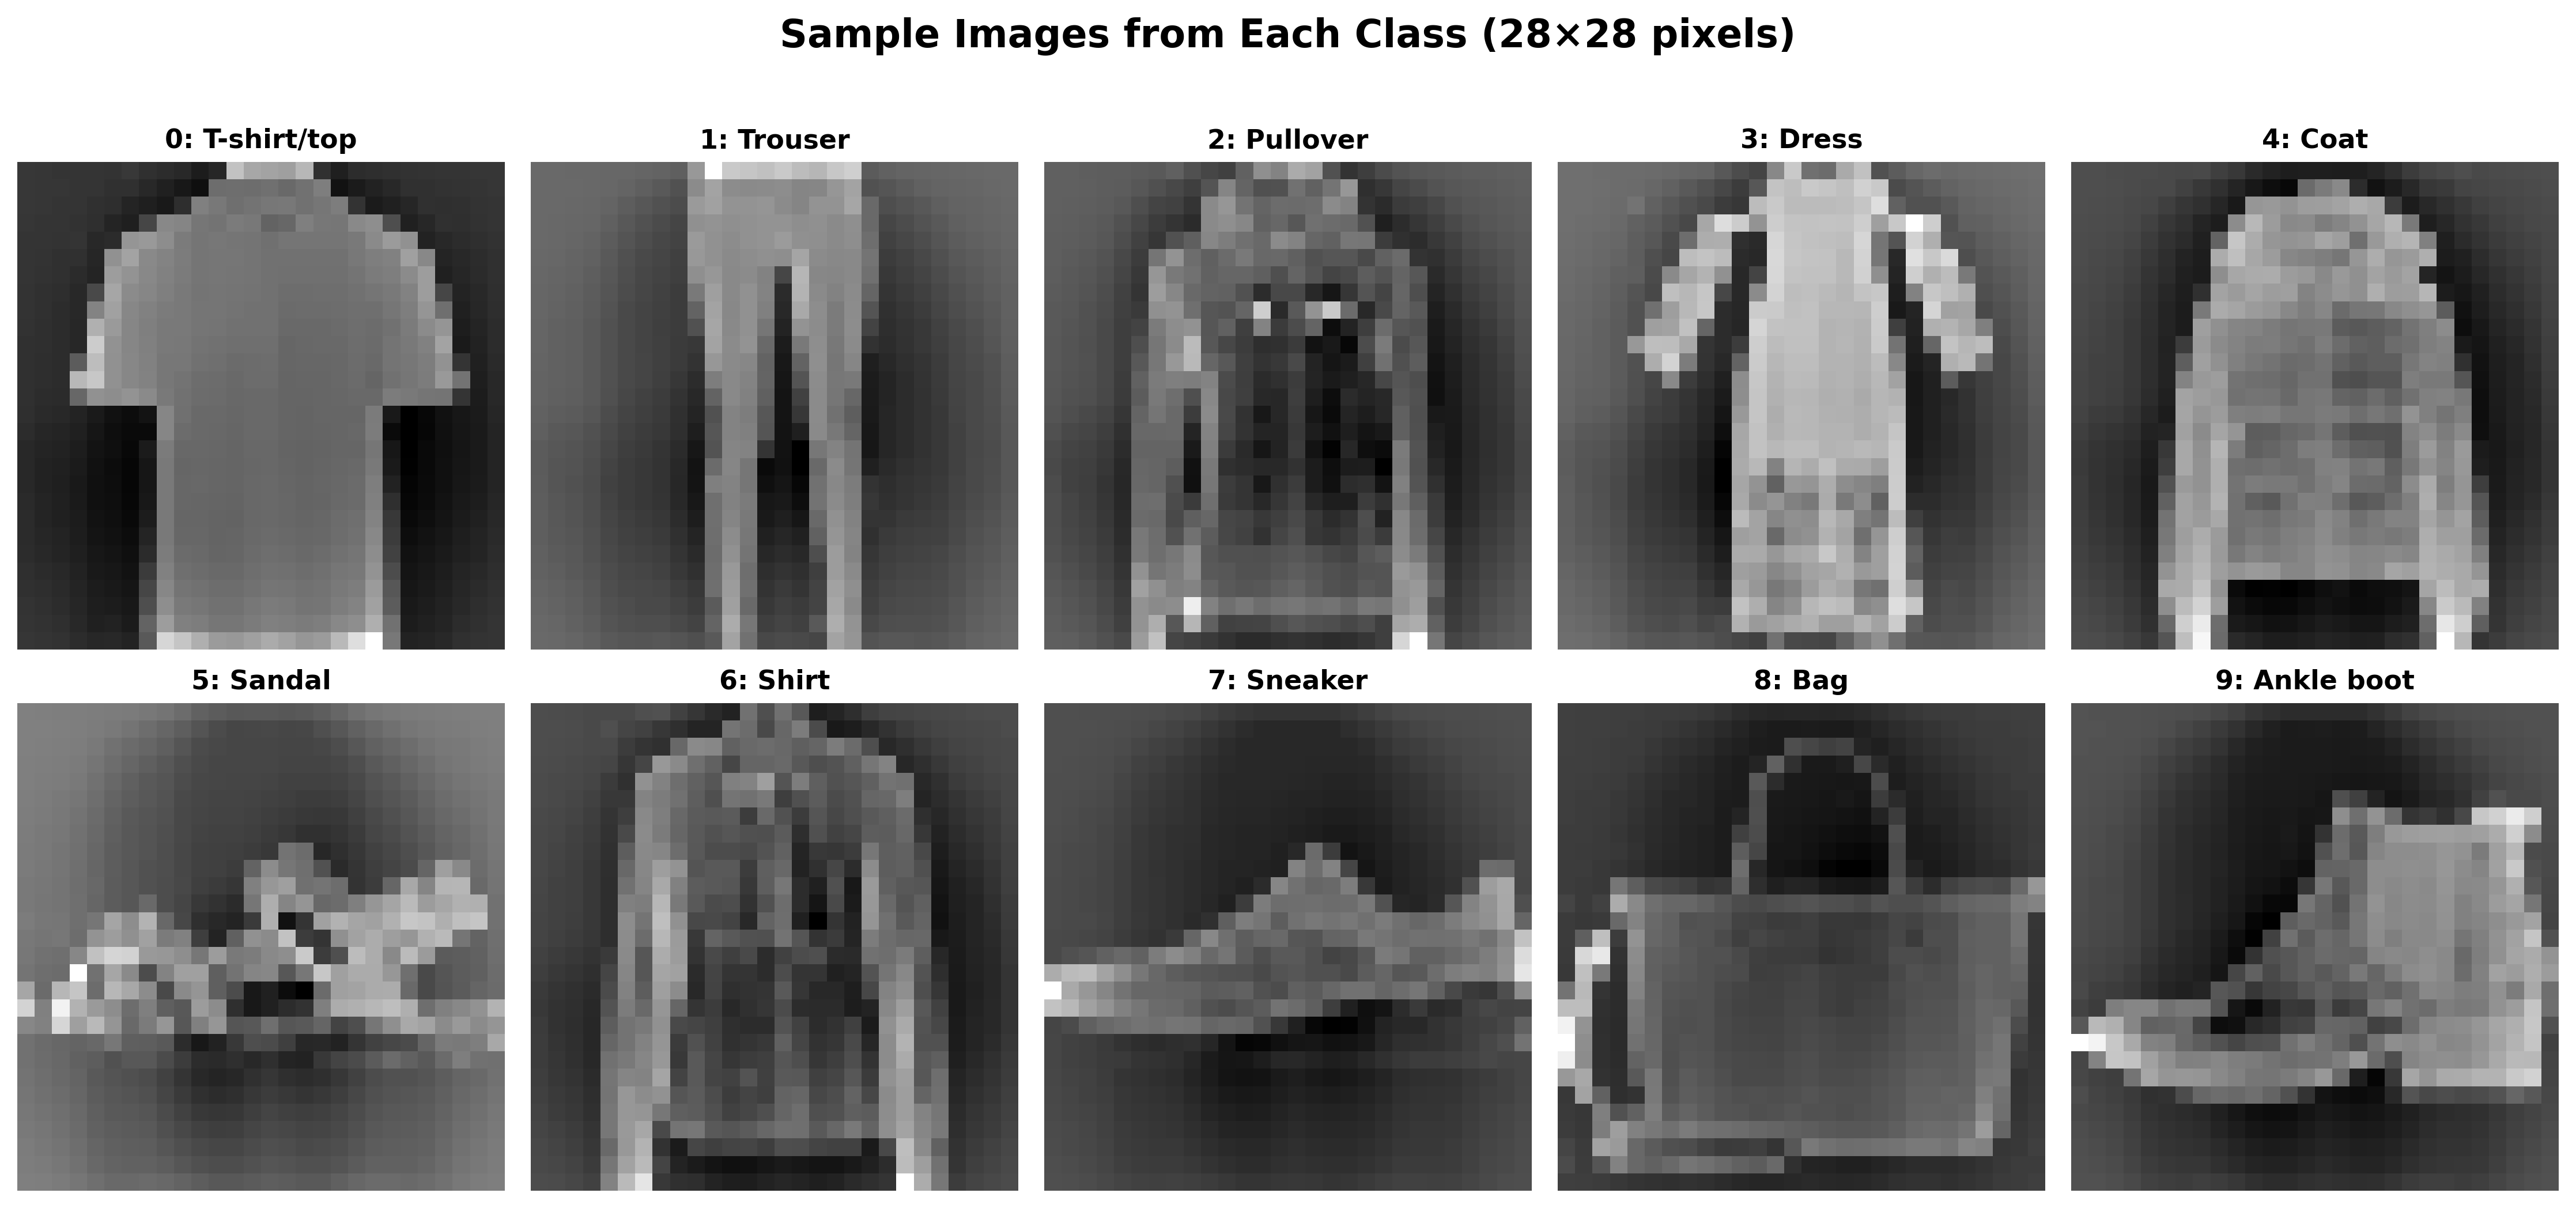 Sample Images from Each Class (28×28 pixels)
0: T-shirt/top
1: Trouser
2: Pullover
3: Dress
4: Coat
5: Sandal
6: Shirt
7: Sneaker
8: Bag
9: Ankle boot